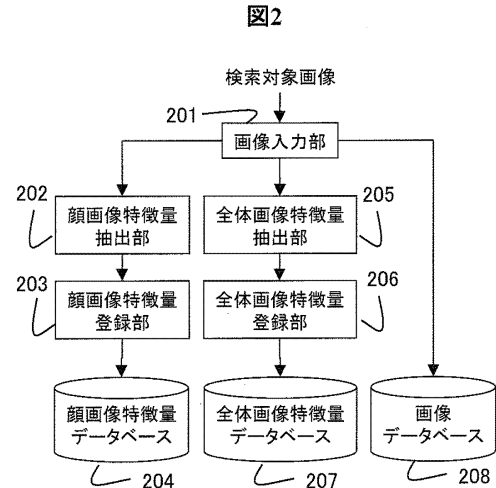 図2
検索対象画像
201
画像入力部
202
顔画像特徴量
抽出部
全体画像特徴量
抽出部
205
203
顔画像特徴量
登録部
全体画像特徴量
登録部
206
顔画像特徴量
データベース
全体画像特徴量
データベース
画像
データベース
204
207
208